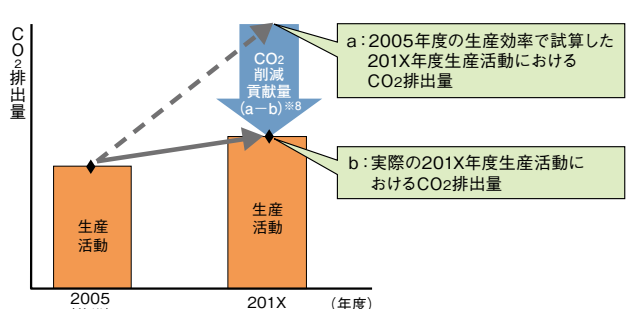 CO2排出量
CO2
削減
貢献量
(a－b)※8
a：2005年度の生産効率で試算した
201X年度生産活動における
CO2排出量
b：実際の201X年度生産活動に
おけるCO2排出量
生産
活動
生産
活動
2005
201X
（年度）